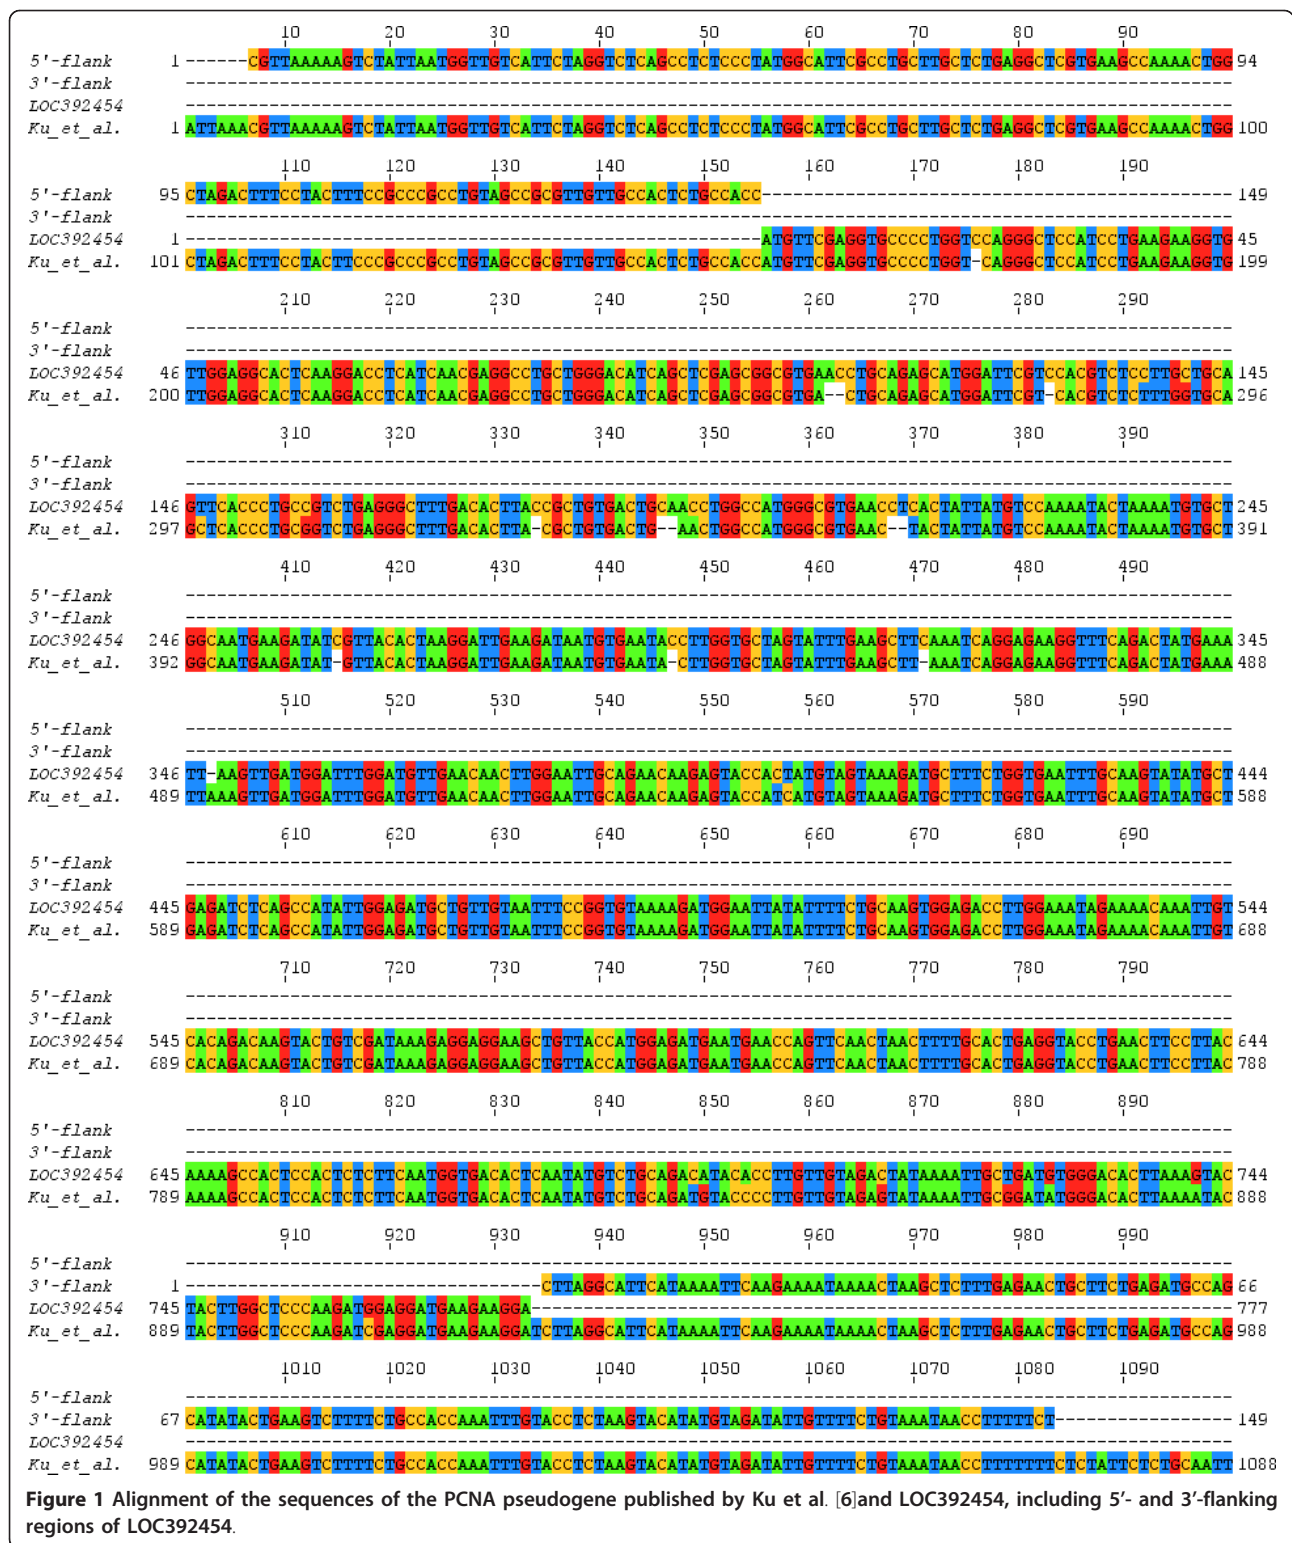 10 20 30 40 50 60 70 80 90
5'-flank 1 ------CGTTAAAAAGTCTATTAATGGTTGTCATTCTAGGTCTCAGCCTCTCCCTATGGCATTCGCCTGCTTGCTCTGAGGCTCGTGAAGCCAAAACTGG 94
3'-flank ----------------------------------------------------------------------------------------------------
LOC392454 ----------------------------------------------------------------------------------------------------
Ku_et_al. 1 ATTAAACGTTAAAAAGTCTATTAATGGTTGTCATTCTAGGTCTCAGCCTCTCCCTATGGCATTCGCCTGCTTGCTCTGAGGCTCGTGAAGCCAAAACTGG 100
110 120 130 140 150 160 170 180 190
5'-flank 95 CTAGACTTTCCTACTTTCCGCCCGCCTGTAGCCGCGTTGTTGCCACTCTGCCACC--------------------------------------------- 149
3'-flank ----------------------------------------------------------------------------------------------------
LOC392454 1 -------------------------------------------------------ATGTTCGAGGTGCCCCTGGTCCAGGGCTCCATCCTGAAGAAGGTG 45
Ku_et_al. 101 CTAGACTTTCCTACTTCCCGCCCGCCTGTAGCCGCGTTGTTGCCACTCTGCCACCATGTTCGAGGTGCCCCTGGT-CAGGGCTCCATCCTGAAGAAGGTG 199
210 220 230 240 250 260 270 280 290
5'-flank ----------------------------------------------------------------------------------------------------
3'-flank ----------------------------------------------------------------------------------------------------
LOC392454 46 TTGGAGGCACTCAAGGACCTCATCAACGAGGCCTGCTGGGACATCAGCTCGAGCGGCGTGAACCTGCAGAGCATGGATTCGTCCACGTCTCCTTGCTGCA 145
Ku_et_al. 200 TTGGAGGCACTCAAGGACCTCATCAACGAGGCCTGCTGGGACATCAGCTCGAGCGGCGTGA--CTGCAGAGCATGGATTCGT-CACGTCTCTTTGGTGCA 296
310 320 330 340 350 360 370 380 390
5'-flank ----------------------------------------------------------------------------------------------------
3'-flank ----------------------------------------------------------------------------------------------------
LOC392454 146 GTTCACCCTGCCGTCTGAGGGCTTTGACACTTACCGCTGTGACTGCAACCTGGCCATGGGCGTGAACCTCACTATTATGTCCAAAATACTAAAATGTGCT 245
Ku_et_al. 297 GCTCACCCTGCGGTCTGAGGGCTTTGACACTTA-CGCTGTGACTG--AACTGGCCATGGGCGTGAAC--TACTATTATGTCCAAAATACTAAAATGTGCT 391
410 420 430 440 450 460 470 480 490
5'-flank ----------------------------------------------------------------------------------------------------
3'-flank ----------------------------------------------------------------------------------------------------
LOC392454 246 GGCAATGAAGATATCGTTACACTAAGGATTGAAGATAATGTGAATACCTTGGTGCTAGTATTTGAAGCTTCAAATCAGGAGAAGGTTTCAGACTATGAAA 345
Ku_et_al. 392 GGCAATGAAGATAT-GTTACACTAAGGATTGAAGATAATGTGAATA-CTTGGTGCTAGTATTTGAAGCTT-AAATCAGGAGAAGGTTTCAGACTATGAAA 488
510 520 530 540 550 560 570 580 590
5'-flank ----------------------------------------------------------------------------------------------------
3'-flank ----------------------------------------------------------------------------------------------------
LOC392454 346 TT-AAGTTGATGGATTTGGATGTTGAACAACTTGGAATTGCAGAACAAGAGTACCACTATGTAGTAAAGATGCTTTCTGGTGAATTTGCAAGTATATGCT 444
Ku_et_al. 489 TTAAAGTTGATGGATTTGGATGTTGAACAACTTGGAATTGCAGAACAAGAGTACCATCATGTAGTAAAGATGCTTTCTGGTGAATTTGCAAGTATATGCT 588
610 620 630 640 650 660 670 680 690
5'-flank ----------------------------------------------------------------------------------------------------
3'-flank ----------------------------------------------------------------------------------------------------
LOC392454 445 GAGATCTCAGCCATATTGGAGATGCTGTTGTAATTTCCGGTGTAAAAGATGGAATTATATTTTCTGCAAGTGGAGACCTTGGAAATAGAAAACAAATTGT 544
Ku_et_al. 589 GAGATCTCAGCCATATTGGAGATGCTGTTGTAATTTCCGGTGTAAAAGATGGAATTATATTTTCTGCAAGTGGAGACCTTGGAAATAGAAAACAAATTGT 688
710 720 730 740 750 760 770 780 790
5'-flank ----------------------------------------------------------------------------------------------------
3'-flank ----------------------------------------------------------------------------------------------------
LOC392454 545 CACAGACAAGTACTGTCGATAAAGAGGAGGAAGCTGTTACCATGGAGATGAATGAACCAGTTCAACTAACTTTTGCACTGAGGTACCTGAACTTCCTTAC 644
Ku_et_al. 689 CACAGACAAGTACTGTCGATAAAGAGGAGGAAGCTGTTACCATGGAGATGAATGAACCAGTTCAACTAACTTTTGCACTGAGGTACCTGAACTTCCTTAC 788
810 820 830 840 850 860 870 880 890
5'-flank ----------------------------------------------------------------------------------------------------
3'-flank ----------------------------------------------------------------------------------------------------
LOC392454 645 AAAAGCCACTCCACTCTCTTCAATGGTGACACTCAATATGTCTGCAGACATACACCTTGTTGTAGACTATAAAATTGCTGATGTGGGACACTTAAAGTAC 744
Ku_et_al. 789 AAAAGCCACTCCACTCTCTTCAATGGTGACACTCAATATGTCTGCAGATGTACCCCTTGTTGTAGAGTATAAAATTGCGGATATGGGACACTTAAAATAC 888
910 920 930 940 950 960 970 980 990
5'-flank ----------------------------------------------------------------------------------------------------
3'-flank 1 ----------------------------------CTTAGGCATTCATAAAATTCAAGAAAATAAAACTAAGCTCTTTGAGAACTGCTTCTGAGATGCCAG 66
LOC392454 745 TACTTGGCTCCCAAGATGGAGGATGAAGAAGGA------------------------------------------------------------------- 777
Ku_et_al. 889 TACTTGGCTCCCAAGATCGAGGATGAAGAAGGATCTTAGGCATTCATAAAATTCAAGAAAATAAAACTAAGCTCTTTGAGAACTGCTTCTGAGATGCCAG 988
1010 1020 1030 1040 1050 1060 1070 1080 1090
5'-flank ----------------------------------------------------------------------------------------------------
3'-flank 67 CATATACTGAAGTCTTTTCTGCCACCAAATTTGTACCTCTAAGTACATATGTAGATATTGTTTTCTGTAAATAACCTTTTTCT----------------- 149
LOC392454 ----------------------------------------------------------------------------------------------------
Ku_et_al. 989 CATATACTGAAGTCTTTTCTGCCACCAAATTTGTACCTCTAAGTACATATGTAGATATTGTTTTCTGTAAATAACCTTTTTTTCTCTATTCTCTGCAATT 1088
Figure 1 Alignment of the sequences of the PCNA pseudogene published by Ku et al. [6]and LOC392454, including 5’- and 3’-flanking
regions of LOC392454.